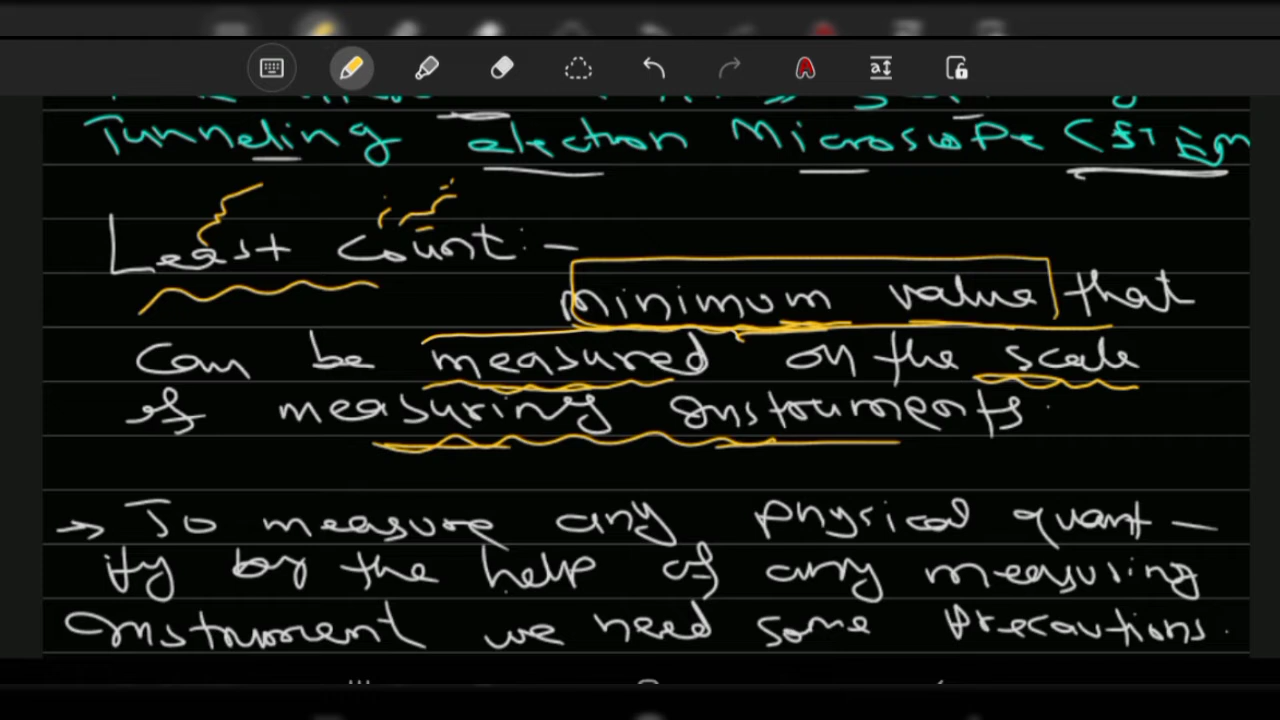 Tunneling electron Microscope (STEM
Least Count:-
minimum value that
can be measured on the scale
of measuring instruments.
→ To measure any physical quant-
ity by the help of any measuring
instrument we need some Precautions.